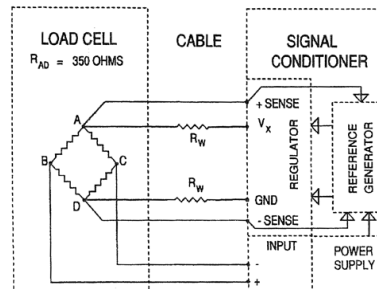 LOAD CELL
R_AD = 350 OHMS
CABLE
SIGNAL
CONDITIONER
A
B
C
D
R_W
R_W
+ SENSE
V_X
GND
- SENSE
REGULATOR
REFERENCE
GENERATOR
INPUT
POWER
SUPPLY
-
+